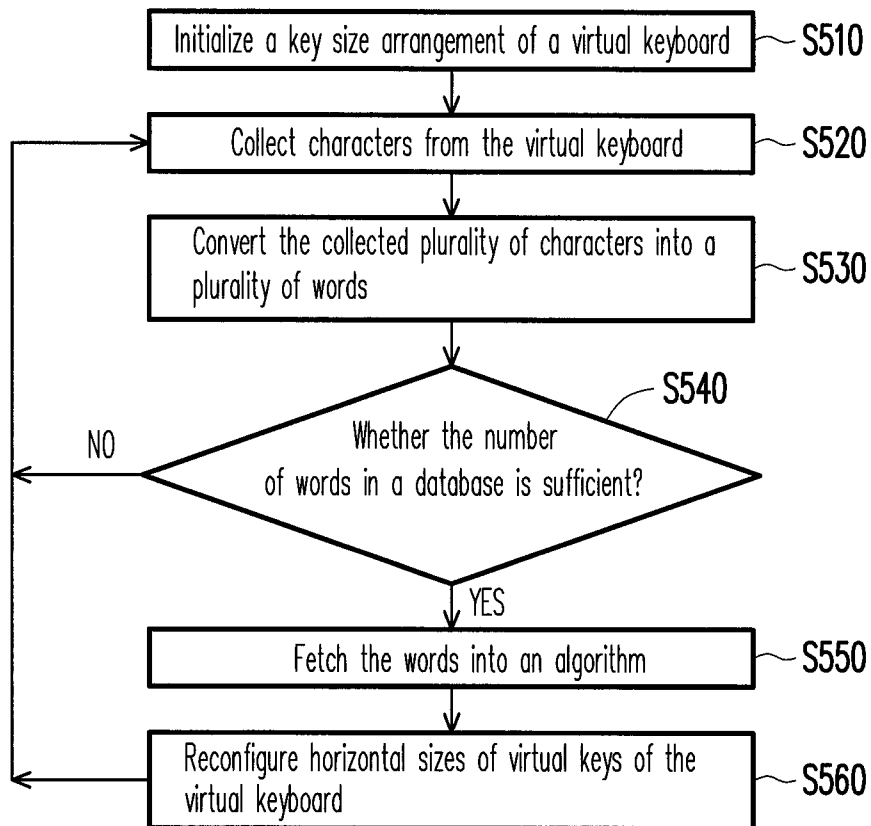 Initialize a key size arrangement of a virtual keyboard
S510
Collect characters from the virtual keyboard
S520
Convert the collected plurality of characters into a
plurality of words
S530
S540
Whether the number
of words in a database is sufficient?
NO
YES
Fetch the words into an algorithm
S550
Reconfigure horizontal sizes of virtual keys of the
virtual keyboard
S560